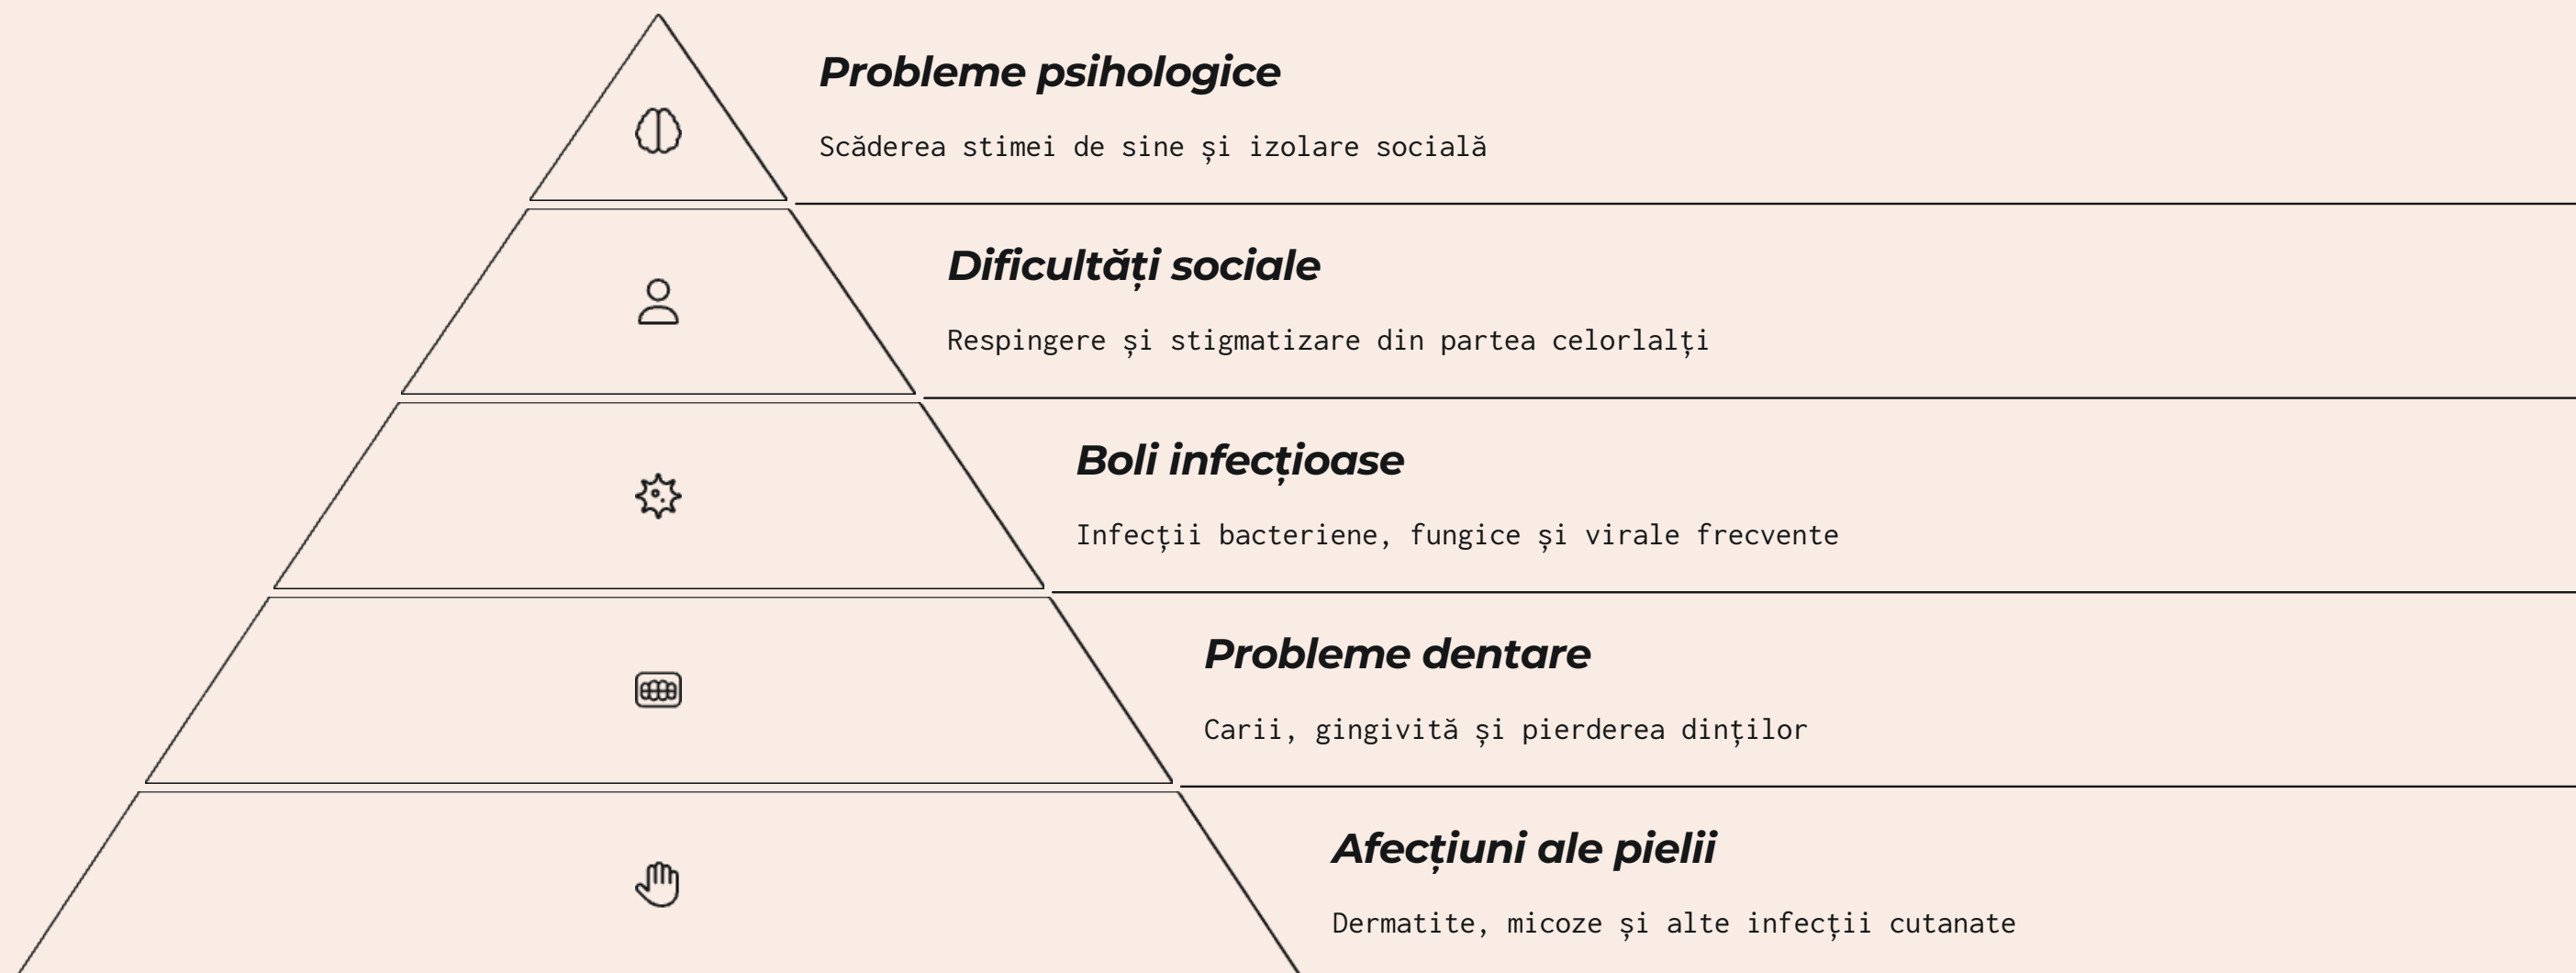 Probleme psihologice
Scăderea stimei de sine și izolare socială
Dificultăți sociale
Respingere și stigmatizare din partea celorlalți
Boli infecțioase
Infecții bacteriene, fungice și virale frecvente
Probleme dentare
Carii, gingivită și pierderea dinților
Afecțiuni ale pielii
Dermatite, micoze și alte infecții cutanate